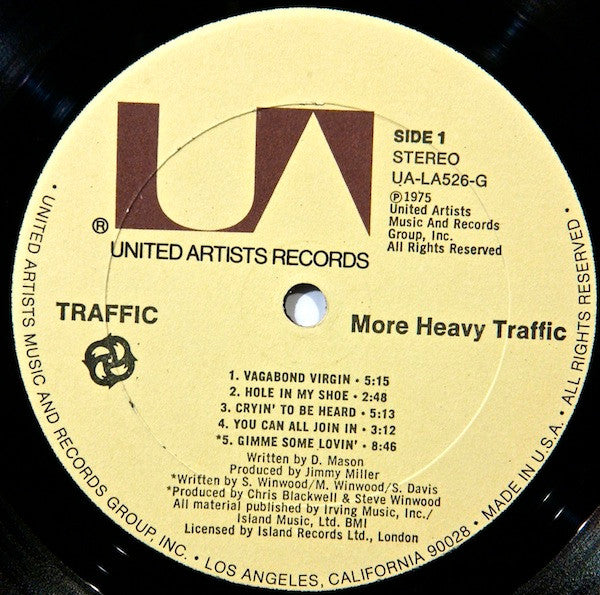 UA
®
UNITED ARTISTS RECORDS
SIDE 1
STEREO
UA-LA526-G
℗1975
United Artists
Music And Records
Group, Inc.
All Rights Reserved
TRAFFIC
More Heavy Traffic
1. VAGABOND VIRGIN • 5:15
2. HOLE IN MY SHOE • 2:48
3. CRYIN' TO BE HEARD • 5:13
4. YOU CAN ALL JOIN IN • 3:12
*5. GIMME SOME LOVIN' • 8:46
Written by D. Mason
Produced by Jimmy Miller
*Written by S. Winwood/M. Winwood/S. Davis
*Produced by Chris Blackwell & Steve Winwood
All material published by Irving Music, Inc./
Island Music, Ltd. BMI
Licensed by Island Records Ltd., London
• UNITED ARTISTS MUSIC AND RECORDS GROUP, INC. • LOS ANGELES, CALIFORNIA 90028 • MADE IN U.S.A. • ALL RIGHTS RESERVED •